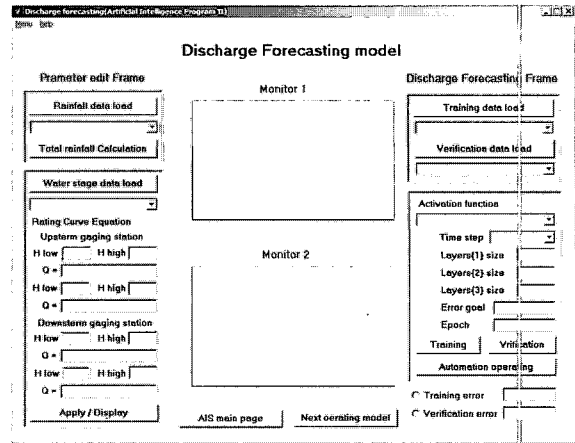 Discharge forecasting(Artificial Intelligence Program II)
Menu Help
Discharge Forecasting model
Prameter edit Frame
Rainfall data load
Total rainfall Calculation
Water stage data load
Rating Curve Equation
Upsterm gaging station
H low H high
Q =
H low H high
Q =
Downsterm gaging station
H low H high
Q =
H low H high
Q =
Apply / Display
Monitor 1
Monitor 2
AIS main page Next oerating model
Discharge Forecasting Frame
Training data load
Verification data load
Activation function
Time step
Layers{1} size
Layers{2} size
Layers{3} size
Error goal
Epoch
Training Vrification
Automation operating
Training error
Verification error